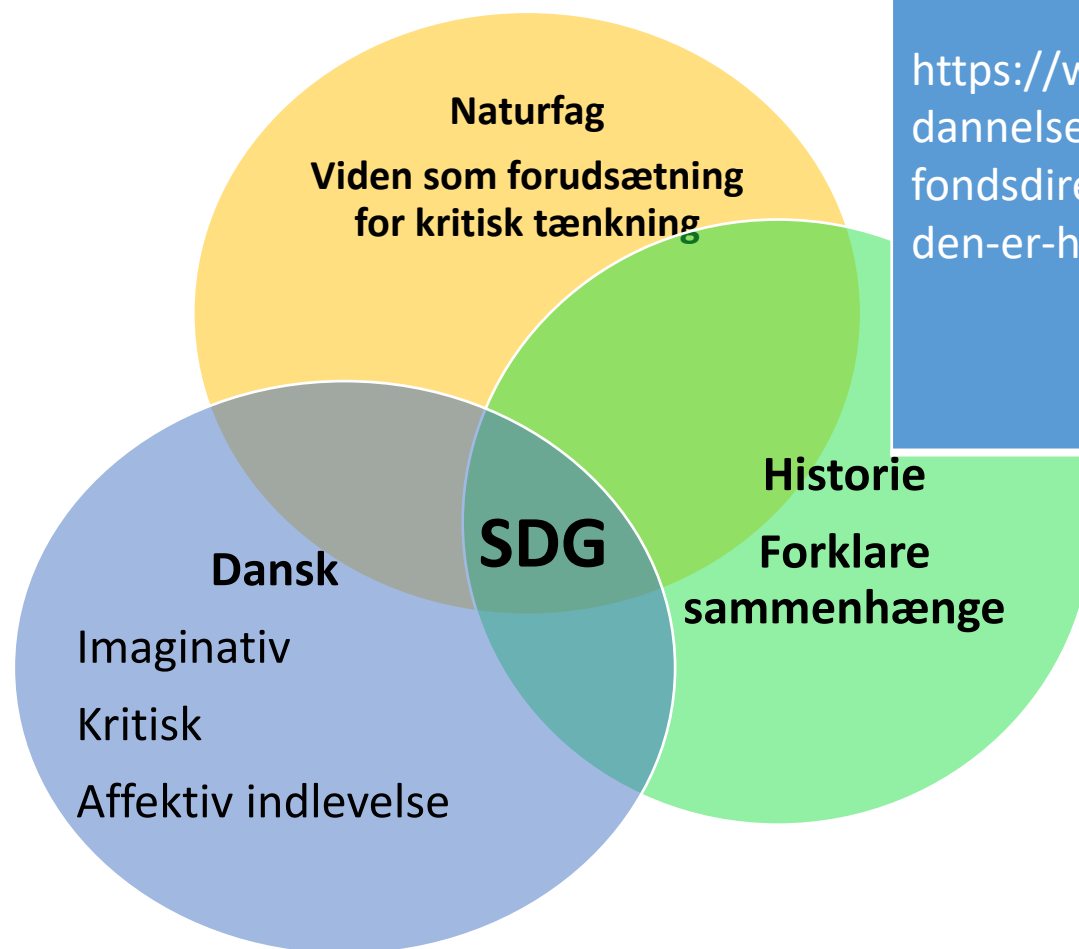 Naturfag
Viden som forudsætning
for kritisk tænkning
https://w
dannelse
fondsdire
den-er-h
Historie
Forklare
sammenhænge
SDG
Dansk
Imaginativ
Kritisk
Affektiv indlevelse